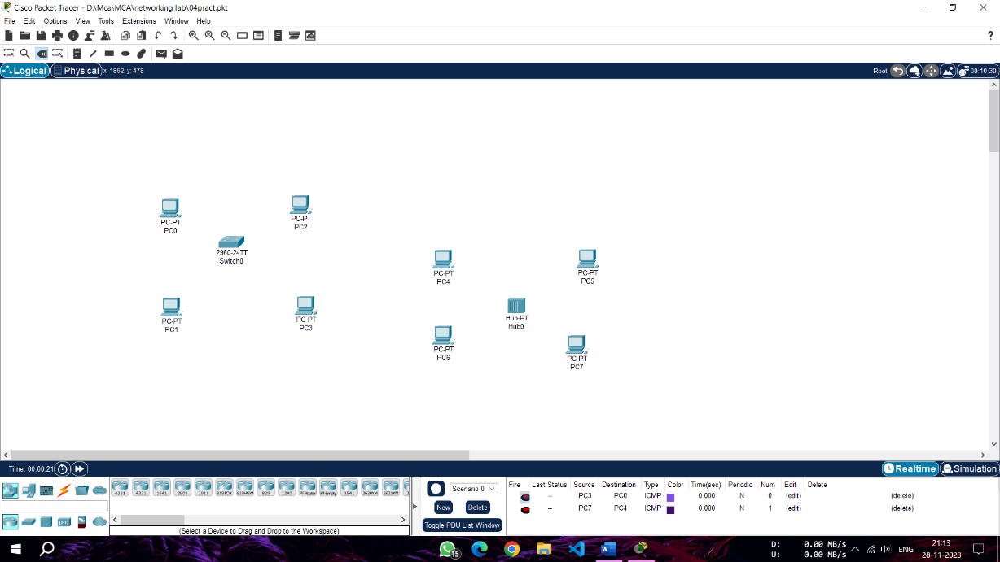 Cisco Packet Tracer - D:\Mca\MCA\networking lab\04pract.pkt
File Edit Options View Tools Extensions Window Help
?
Logical Physical x: 1862, y: 478 Root 00:10:30
PC-PT
PC0
PC-PT
PC2
2960-24TT
Switch0
PC-PT
PC1
PC-PT
PC3
PC-PT
PC4
PC-PT
PC5
Hub-PT
Hub0
PC-PT
PC6
PC-PT
PC7
Time: 00:00:21 Realtime Simulation
4331 4321 1941 2901 2911 819IOX 819HGW 829 1240 PT-Router PT-Empty 1841 2620XM 2621XM
(Select a Device to Drag and Drop to the Workspace)
Scenario 0
New Delete
Toggle PDU List Window
Fire Last Status Source Destination Type Color Time(sec) Periodic Num Edit Delete
-- PC3 PC0 ICMP 0.000 N 0 (edit) (delete)
-- PC7 PC4 ICMP 0.000 N 1 (edit) (delete)
15
D: 0.00 MB/s
U: 0.00 MB/s
ENG
21:13
28-11-2023